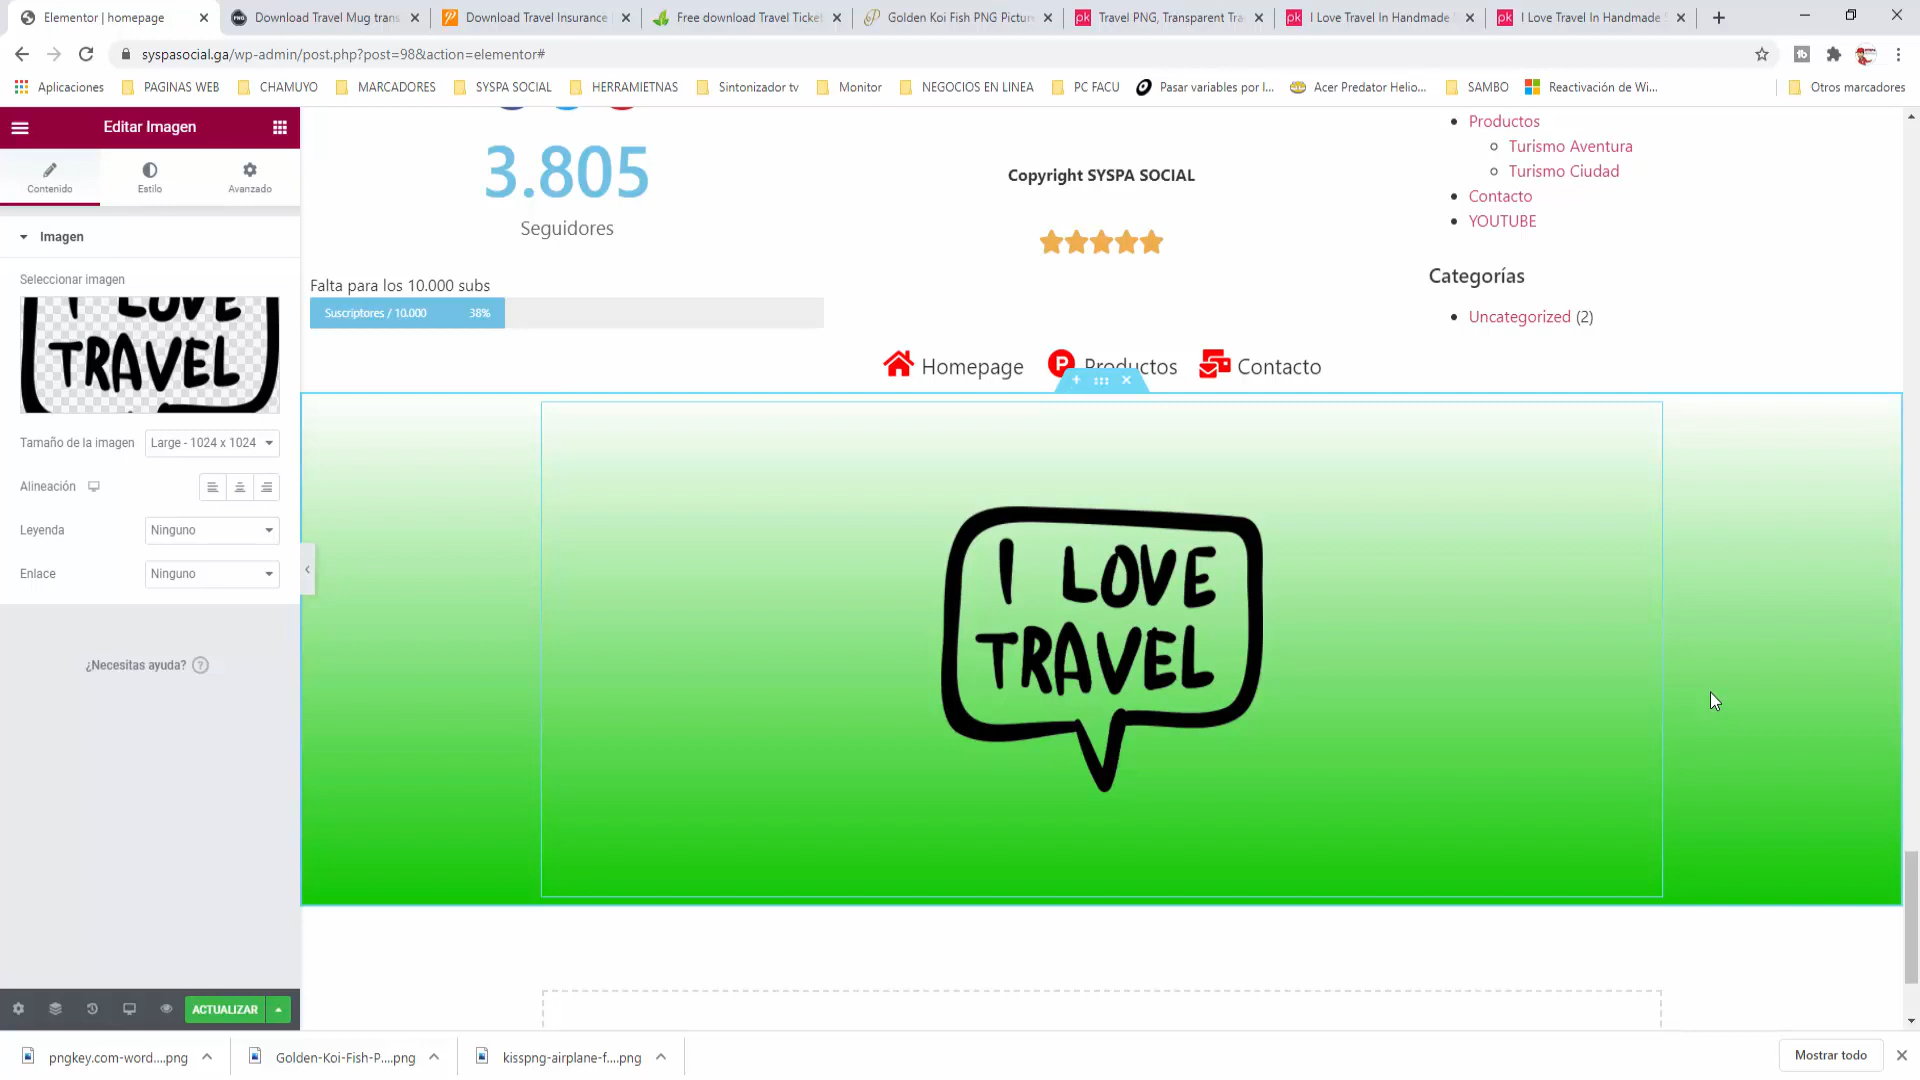 Elementor | homepage
Download Travel Mug trans
Download Travel Insurance
Free download Travel Ticket
Golden Koi Fish PNG Picture
Travel PNG, Transparent Tra
I Love Travel In Handmade
I Love Travel In Handmade
syspasocial.ga/wp-admin/post.php?post=98&action=elementor#
Aplicaciones
PAGINAS WEB
CHAMUYO
MARCADORES
SYSPA SOCIAL
HERRAMIETNAS
Sintonizador tv
Monitor
NEGOCIOS EN LINEA
PC FACU
Pasar variables por l...
Acer Predator Helio...
SAMBO
Reactivación de Wi...
Otros marcadores
Editar Imagen
Contenido
Estilo
Avanzado
Imagen
Seleccionar imagen
I LOVE
TRAVEL
Tamaño de la imagen
Large - 1024 x 1024
Alineación
Leyenda
Ninguno
Enlace
Ninguno
¿Necesitas ayuda? ?
ACTUALIZAR
3.805
Seguidores
Falta para los 10.000 subs
Suscriptores / 10.000
38%
Copyright SYSPA SOCIAL
Productos
Turismo Aventura
Turismo Ciudad
Contacto
YOUTUBE
Categorías
Uncategorized (2)
Homepage
Productos
Contacto
I LOVE
TRAVEL
pngkey.com-word....png
Golden-Koi-Fish-P....png
kisspng-airplane-f....png
Mostrar todo